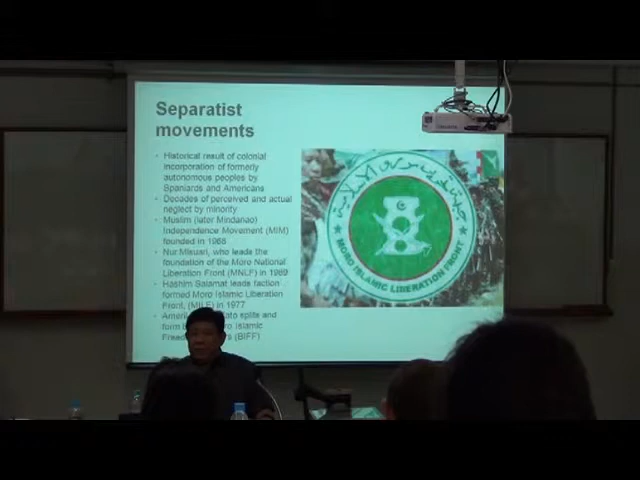 Separatist
movements
• Historical result of colonial
incorporation of formerly
autonomous peoples by
Spaniards and Americans
• Decades of perceived and actual
neglect by minority
• Muslim (later Mindanao)
Independence Movement (MIM)
founded in 1968
• Nur Misuari, who leads the
foundation of the Moro National
Liberation Front (MNLF) in 1969
• Hashim Salamat leads faction
formed Moro Islamic Liberation
Front, (MILF) in 1977
splits and
form Islamic
(BIFF)
MORO ISLAMIC LIBERATION FRONT